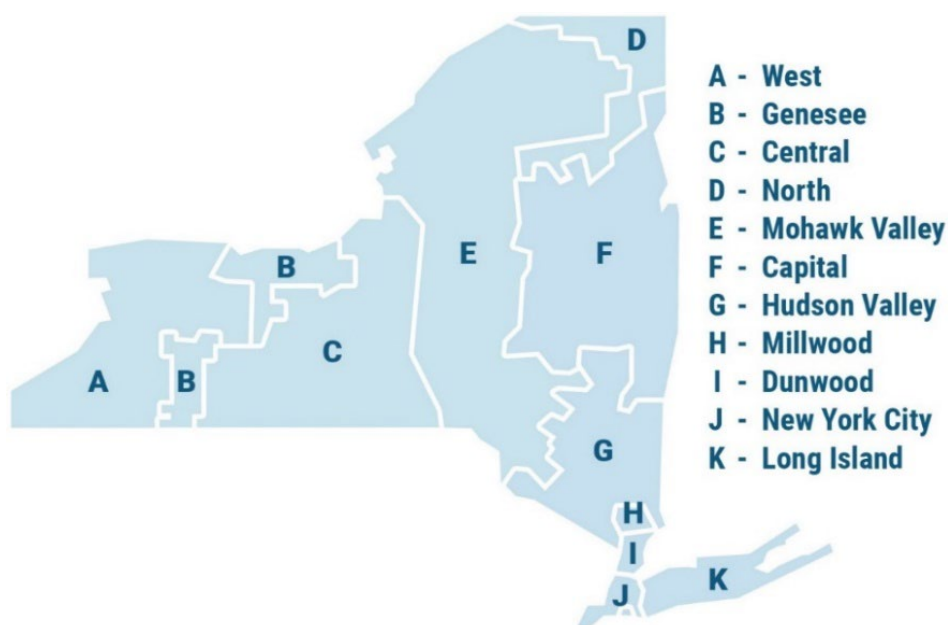 D
B
E
F
C
A
B
G
H
I
K
J
A - West
B - Genesee
C - Central
D - North
E - Mohawk Valley
F - Capital
G - Hudson Valley
H - Millwood
I - Dunwood
J - New York City
K - Long Island